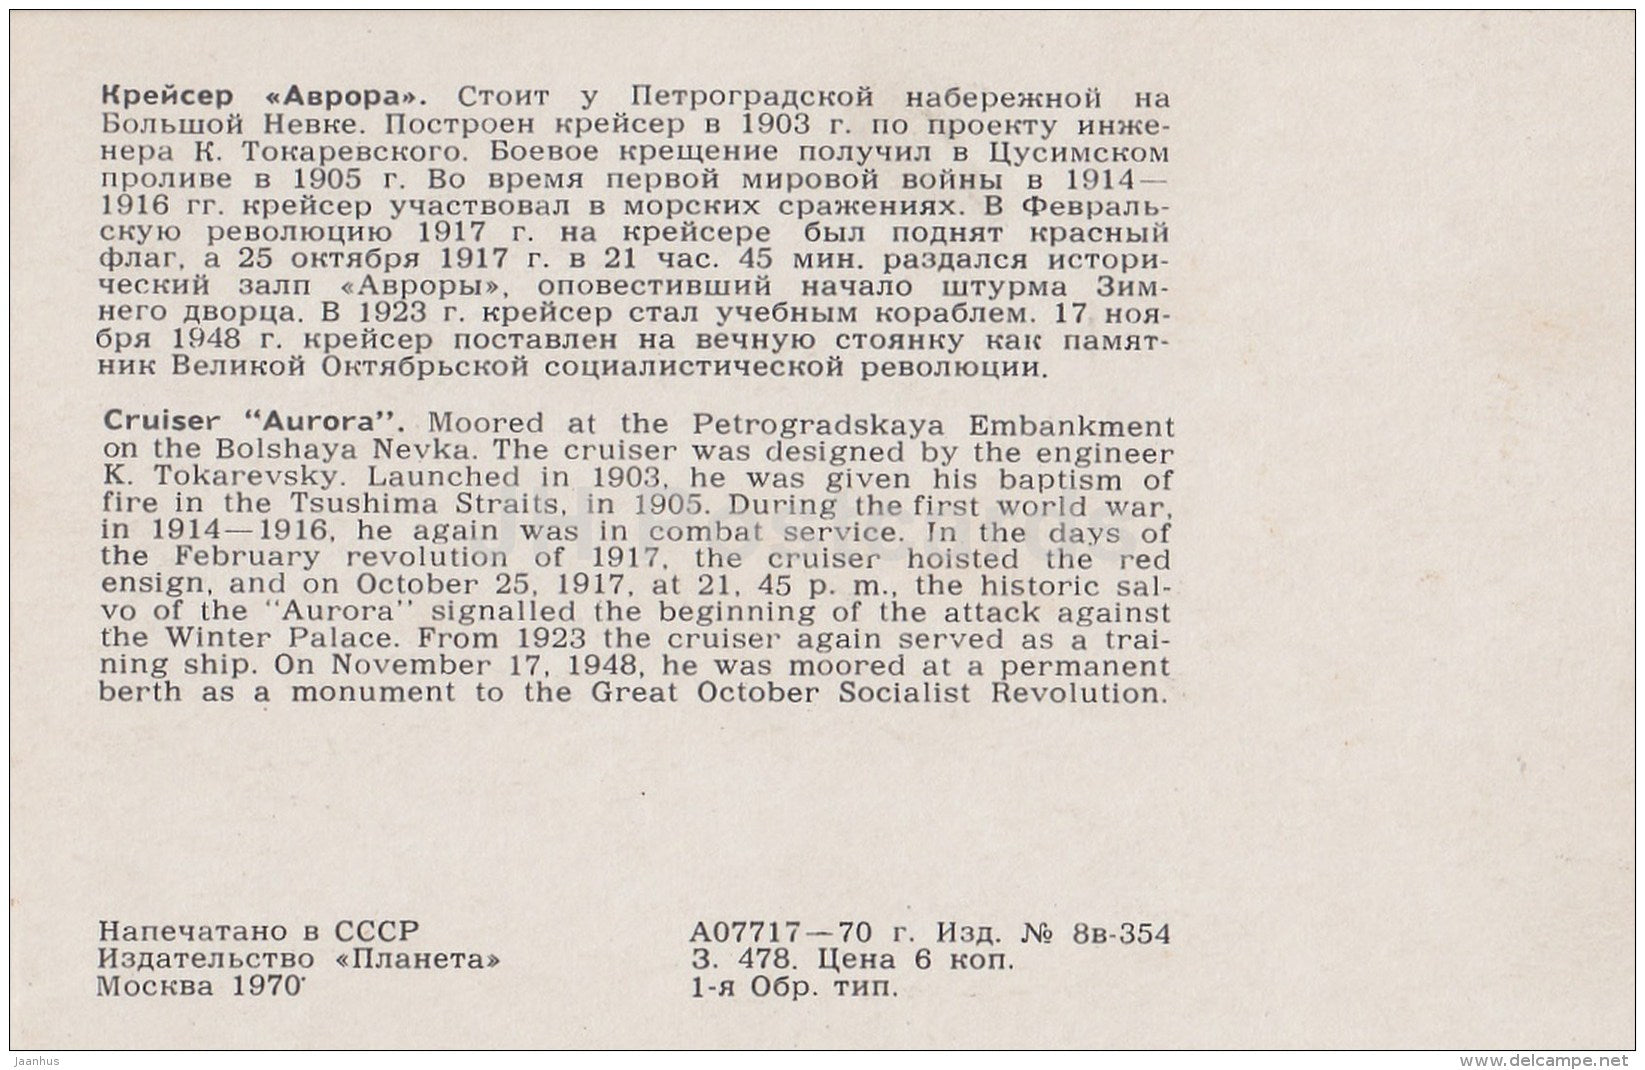 Крейсер «Аврора». Стоит у Петроградской набережной на
Большой Невке. Построен крейсер в 1903 г. по проекту инже-
нера К. Токаревского. Боевое крещение получил в Цусимском
проливе в 1905 г. Во время первой мировой войны в 1914—
1916 гг. крейсер участвовал в морских сражениях. В Февраль-
скую революцию 1917 г. на крейсере был поднят красный
флаг, а 25 октября 1917 г. в 21 час. 45 мин. раздался истори-
ческий залп «Авроры», оповестивший начало штурма Зим-
него дворца. В 1923 г. крейсер стал учебным кораблем. 17 ноя-
бря 1948 г. крейсер поставлен на вечную стоянку как памят-
ник Великой Октябрьской социалистической революции.
Cruiser “Aurora”. Moored at the Petrogradskaya Embankment
on the Bolshaya Nevka. The cruiser was designed by the engineer
K. Tokarevsky. Launched in 1903, he was given his baptism of
fire in the Tsushima Straits, in 1905. During the first world war,
in 1914—1916, he again was in combat service. In the days of
the February revolution of 1917, the cruiser hoisted the red
ensign, and on October 25, 1917, at 21, 45 p. m., the historic sal-
vo of the “Aurora” signalled the beginning of the attack against
the Winter Palace. From 1923 the cruiser again served as a trai-
ning ship. On November 17, 1948, he was moored at a permanent
berth as a monument to the Great October Socialist Revolution.
Напечатано в СССР
Издательство «Планета»
Москва 1970
А07717—70 г. Изд. № 8в-354
З. 478. Цена 6 коп.
1-я Обр. тип.
Jaanhus
www.delcampe.net